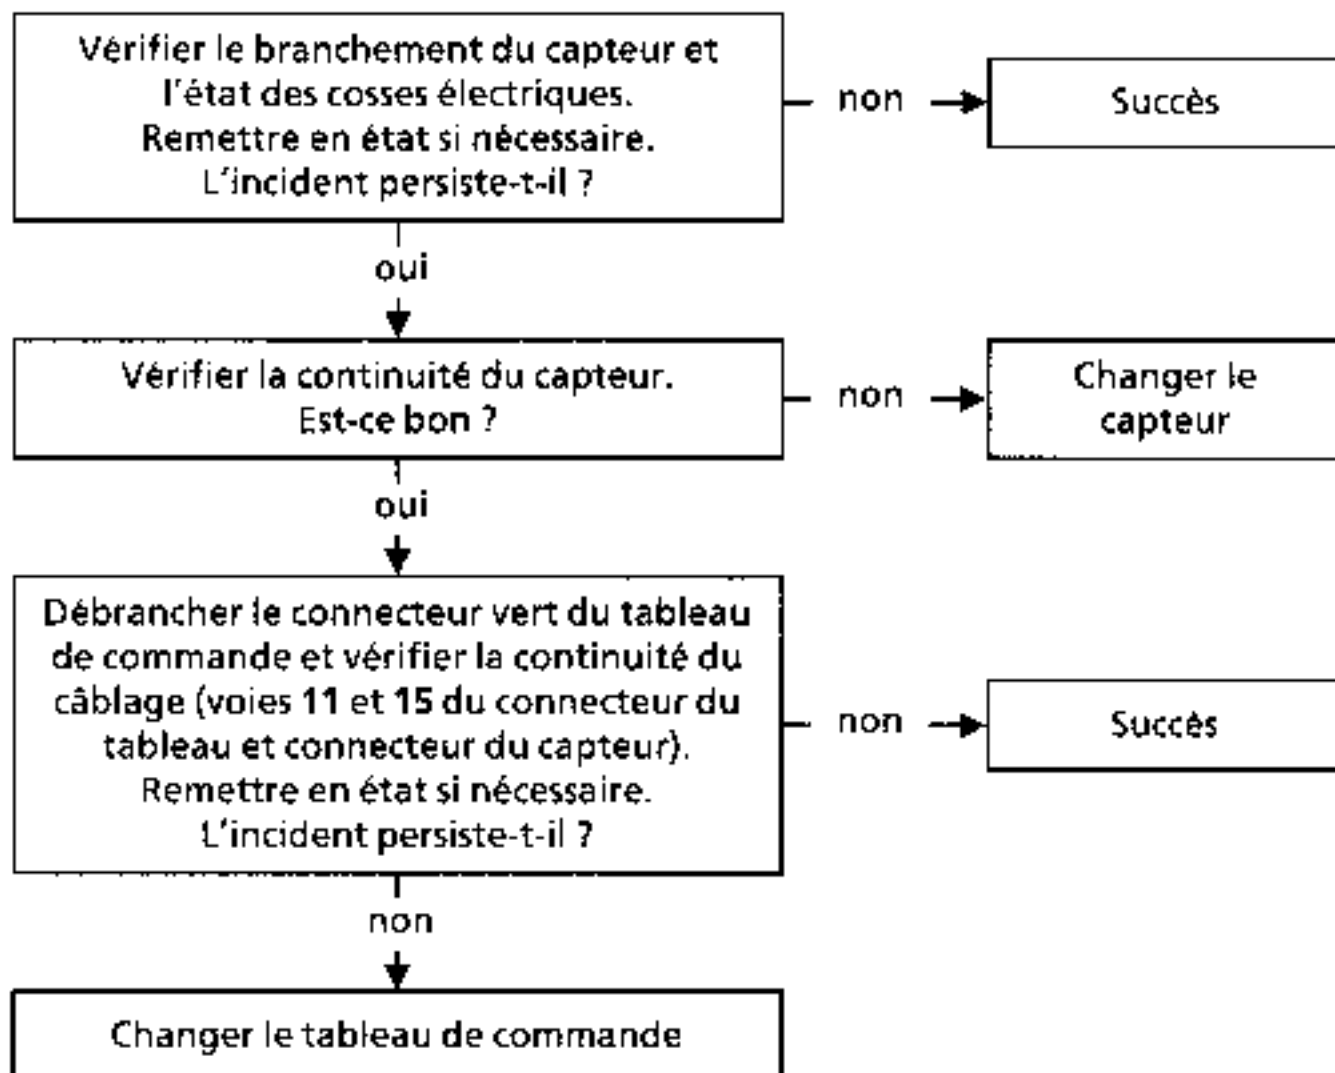 Vérifier le branchement du capteur et
l'état des cosses électriques.
Remettre en état si nécessaire.
L'incident persiste-t-il ?
non
Succès
oui
Vérifier la continuité du capteur.
Est-ce bon ?
non
Changer le
capteur
oui
Débrancher le connecteur vert du tableau
de commande et vérifier la continuité du
câblage (voies 11 et 15 du connecteur du
tableau et connecteur du capteur).
Remettre en état si nécessaire.
L'incident persiste-t-il ?
non
Succès
non
Changer le tableau de commande